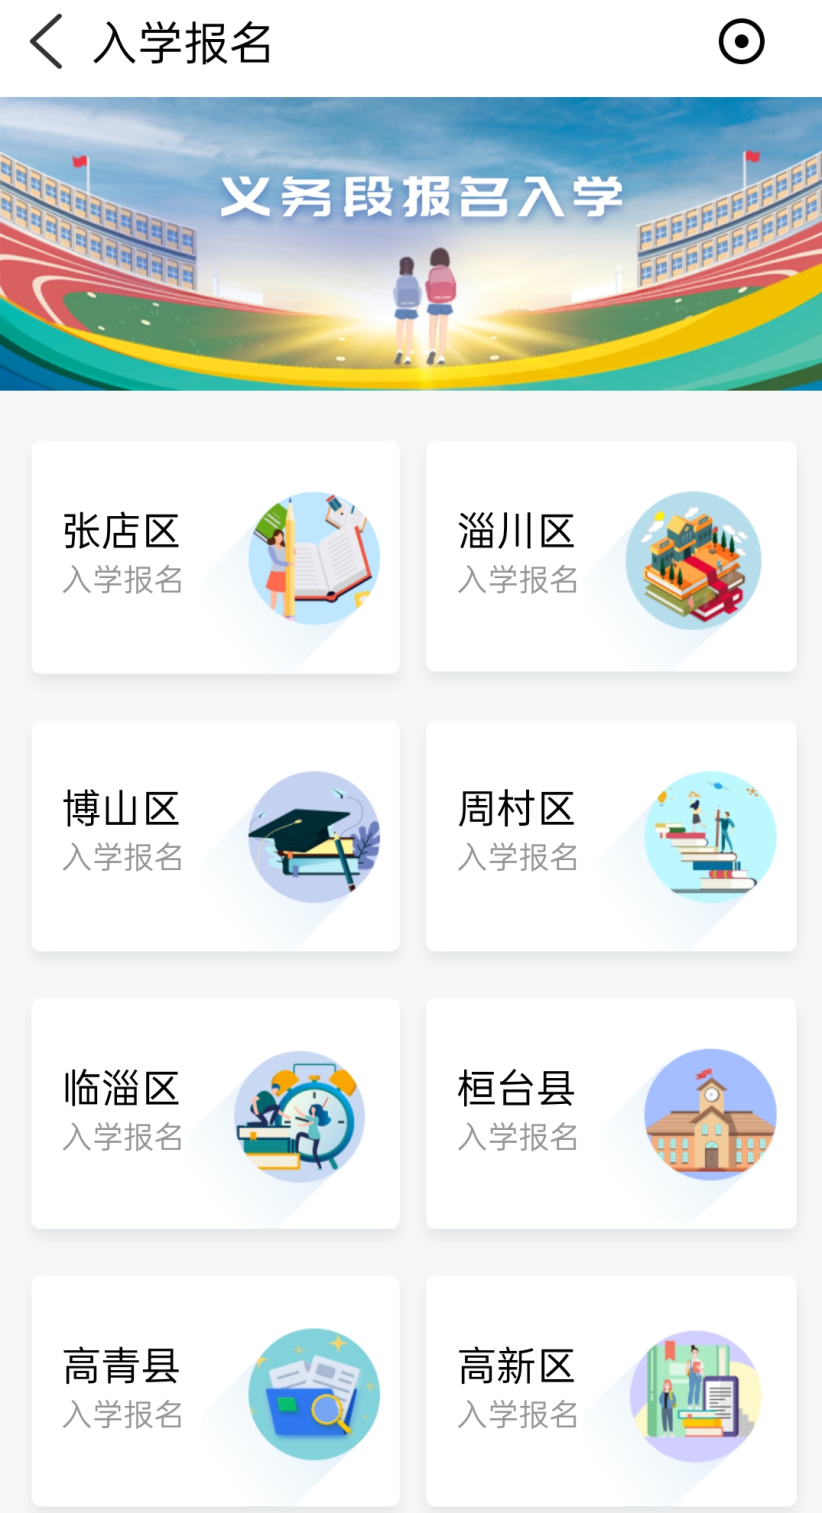 入学报名
义务段报名入学
张店区
入学报名
淄川区
入学报名
博山区
入学报名
周村区
入学报名
临淄区
入学报名
桓台县
入学报名
高青县
入学报名
高新区
入学报名